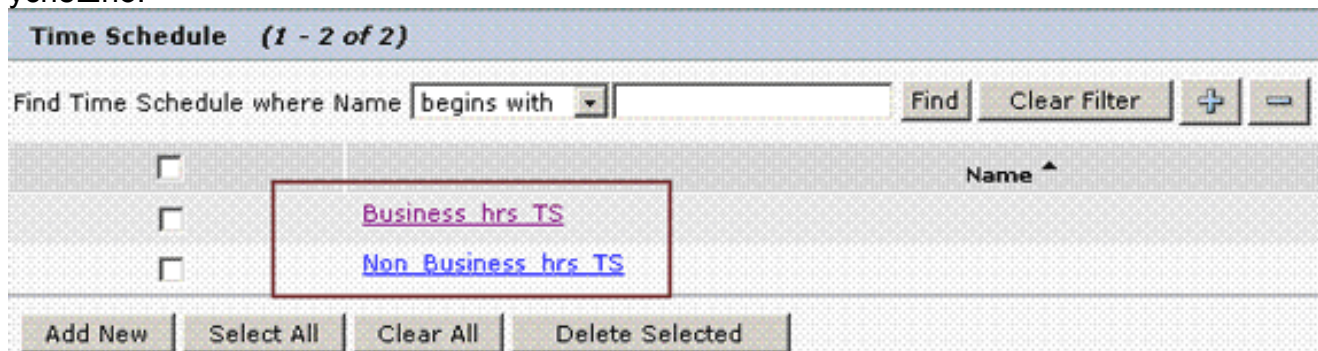 Time Schedule (1 - 2 of 2)
Find Time Schedule where Name begins with Find Clear Filter
Name
Business_hrs_TS
Non_Business_hrs_TS
Add New Select All Clear All Delete Selected